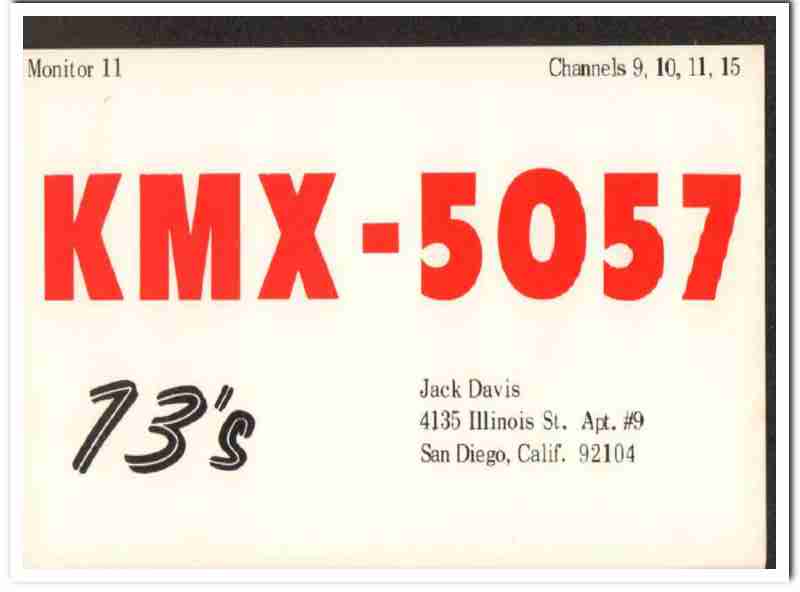 Monitor 11
Channels 9, 10, 11, 15
KMX-5057
73's
Jack Davis
4135 Illinois St. Apt. #9
San Diego, Calif. 92104